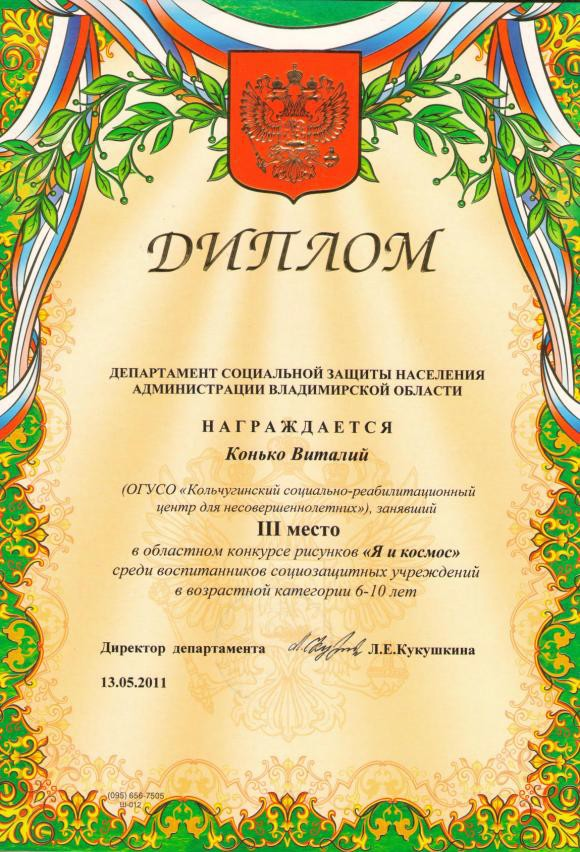 ДИПЛОМ
ДЕПАРТАМЕНТ СОЦИАЛЬНОЙ ЗАЩИТЫ НАСЕЛЕНИЯ
АДМИНИСТРАЦИИ ВЛАДИМИРСКОЙ ОБЛАСТИ
НАГРАЖДАЕТСЯ
Конько Виталий
(ОГУСО «Кольчугинский социально-реабилитационный
центр для несовершеннолетних»), занявший
III место
в областном конкурсе рисунков «Я и космос»
среди воспитанников социозащитных учреждений
в возрастной категории 6-10 лет
Директор департамента Л.Е.Кукушкина
13.05.2011
(095) 656-7505
Ш-012